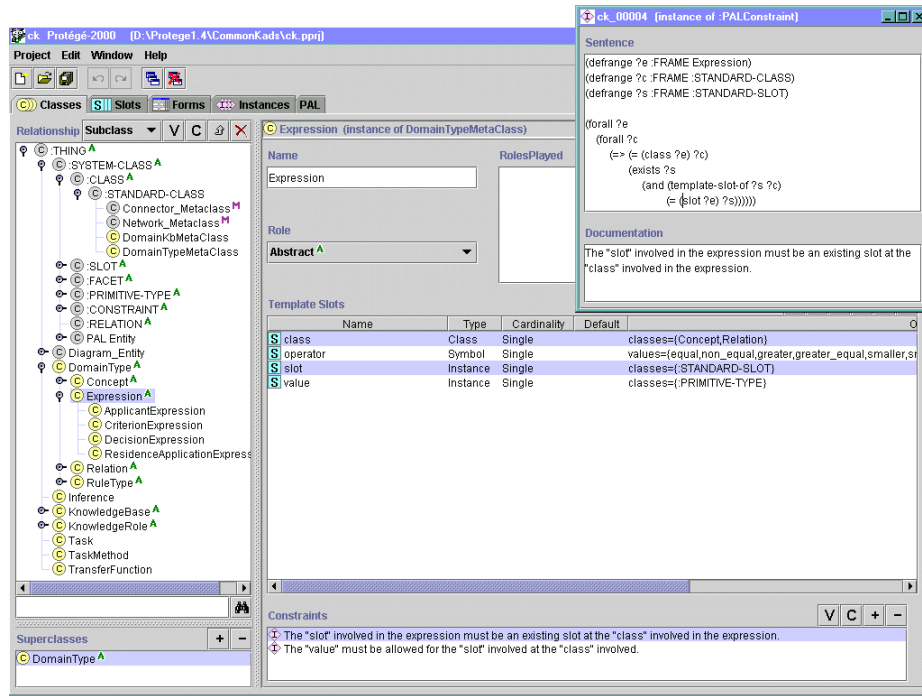 ck Protégé-2000 (D:\Protege1.4\CommonKads\ck.pprj)
Project Edit Window Help
Classes S Slots Forms Instances PAL
Relationship Subclass V C
C :THING A
C :SYSTEM-CLASS A
C :CLASS A
C :STANDARD-CLASS
C Connector_Metaclass M
C Network_Metaclass M
C DomainKbMetaClass
C DomainTypeMetaClass
C :SLOT A
C :FACET A
C :PRIMITIVE-TYPE A
C :CONSTRAINT A
C :RELATION A
C PAL Entity
C Diagram_Entity
C DomainType A
C Concept A
C Expression A
C ApplicantExpression
C CriterionExpression
C DecisionExpression
C ResidenceApplicationExpress
C Relation A
C RuleType A
C Inference
C KnowledgeBase A
C KnowledgeRole A
C Task
C TaskMethod
C TransferFunction
Superclasses + -
C DomainType A
C Expression (instance of DomainTypeMetaClass)
Name RolesPlayed
Expression
Role
Abstract A
Template Slots
Name Type Cardinality Default O
S class Class Single classes={Concept,Relation}
S operator Symbol Single values={equal,non_equal,greater,greater_equal,smaller,sr
S slot Instance Single classes={:STANDARD-SLOT}
S value Instance Single classes={:PRIMITIVE-TYPE}
Constraints V C + -
I The "slot" involved in the expression must be an existing slot at the "class" involved in the expression.
I The "value" must be allowed for the "slot" involved at the "class" involved.
ck_00004 (instance of :PALConstraint)
Sentence
(defrange ?e :FRAME Expression)
(defrange ?c :FRAME :STANDARD-CLASS)
(defrange ?s :FRAME :STANDARD-SLOT)
(forall ?e
(forall ?c
(=> (= (class ?e) ?c)
(exists ?s
(and (template-slot-of ?s ?c)
(= (slot ?e) ?s))))))
Documentation
The "slot" involved in the expression must be an existing slot at the
"class" involved in the expression.